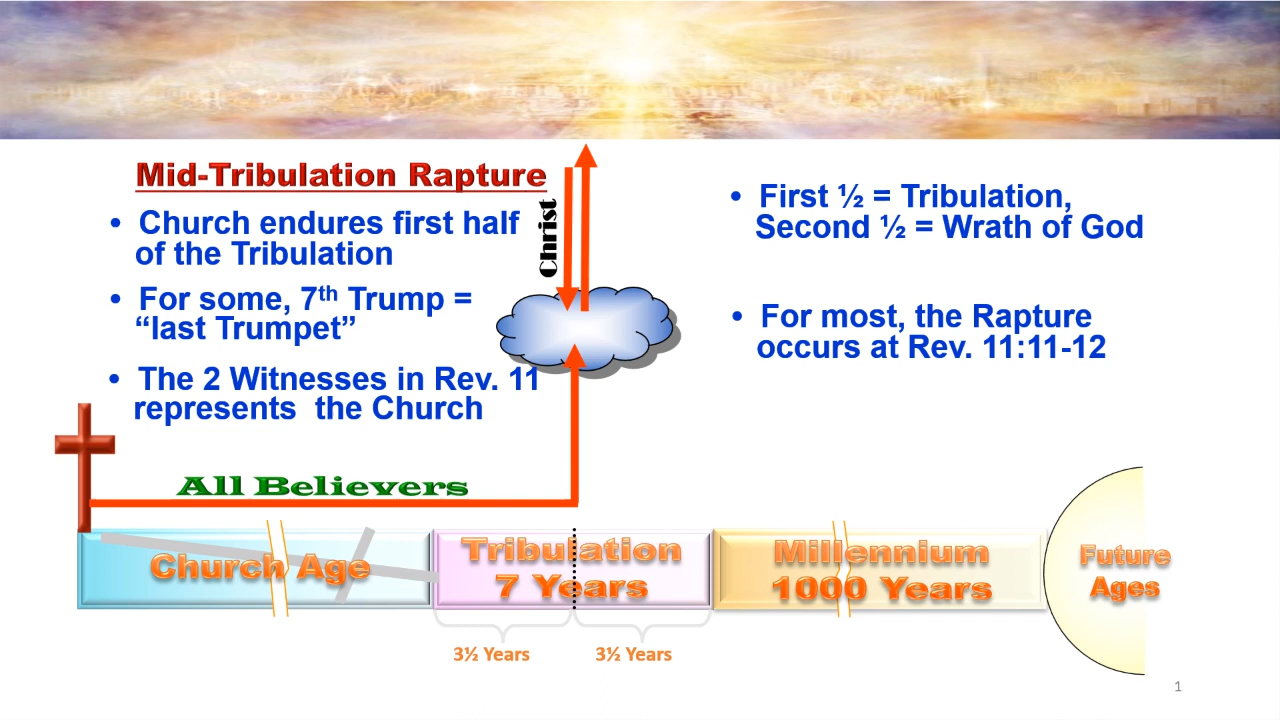 Mid-Tribulation Rapture
• Church endures first half
of the Tribulation
• For some, 7th Trump =
“last Trumpet”
• The 2 Witnesses in Rev. 11
represents the Church
Christ
• First ½ = Tribulation,
Second ½ = Wrath of God
• For most, the Rapture
occurs at Rev. 11:11-12
All Believers
Church Age
Tribulation
7 Years
Millennium
1000 Years
Future
Ages
3½ Years
3½ Years
1